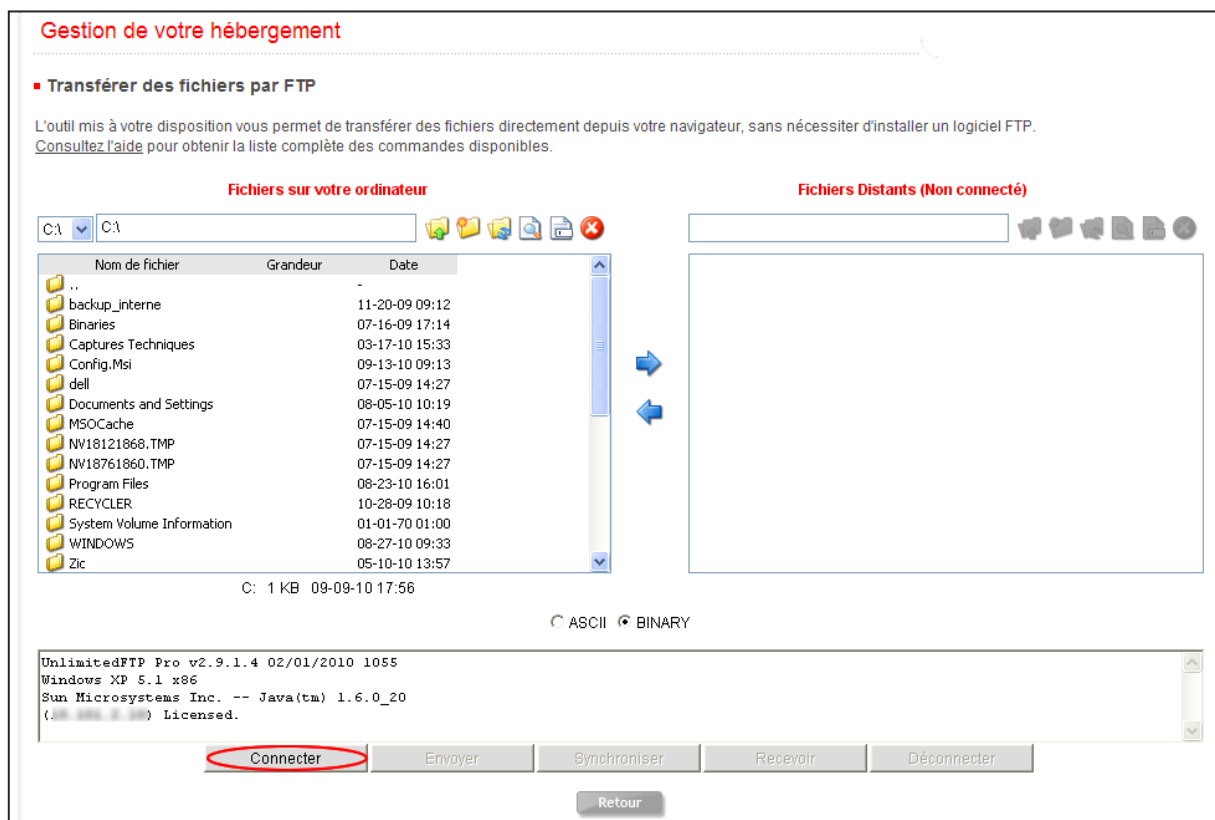 Gestion de votre hébergement
Transférer des fichiers par FTP
L'outil mis à votre disposition vous permet de transférer des fichiers directement depuis votre navigateur, sans nécessiter d'installer un logiciel FTP.
Consultez l'aide pour obtenir la liste complète des commandes disponibles.
Fichiers sur votre ordinateur
Fichiers Distants (Non connecté)
C:\ C:\
Nom de fichier Grandeur Date
.. -
backup_interne 11-20-09 09:12
Binaries 07-16-09 17:14
Captures Techniques 03-17-10 15:33
Config.Msi 09-13-10 09:13
dell 07-15-09 14:27
Documents and Settings 08-05-10 10:19
MSOCache 07-15-09 14:40
NV18121868.TMP 07-15-09 14:27
NV18761860.TMP 07-15-09 14:27
Program Files 08-23-10 16:01
RECYCLER 10-28-09 10:18
System Volume Information 01-01-70 01:00
WINDOWS 08-27-10 09:33
Zic 05-10-10 13:57
C: 1 KB 09-09-10 17:56
ASCII BINARY
UnlimitedFTP Pro v2.9.1.4 02/01/2010 1055
Windows XP 5.1 x86
Sun Microsystems Inc. -- Java(tm) 1.6.0_20
( ) Licensed.
Connecter Envoyer Synchroniser Recevoir Déconnecter
Retour